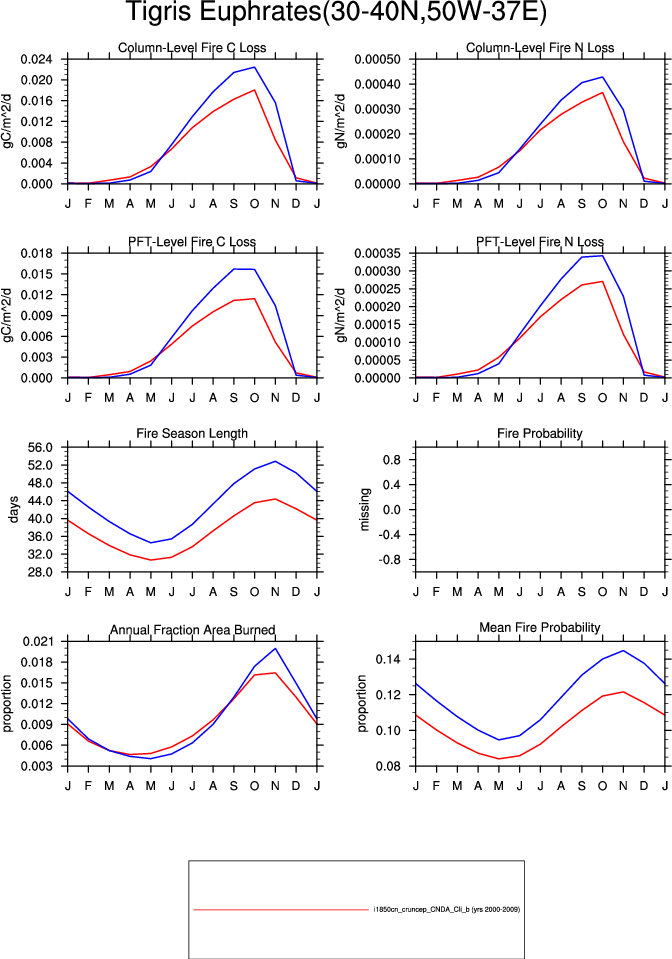 Tigris Euphrates(30-40N,50W-37E)
Column-Level Fire C Loss
gC/m^2/d
0.024
0.020
0.016
0.012
0.008
0.004
0.000
J F M A M J J A S O N D J
Column-Level Fire N Loss
gN/m^2/d
0.00050
0.00040
0.00030
0.00020
0.00010
0.00000
J F M A M J J A S O N D J
PFT-Level Fire C Loss
gC/m^2/d
0.018
0.015
0.012
0.009
0.006
0.003
0.000
J F M A M J J A S O N D J
PFT-Level Fire N Loss
gN/m^2/d
0.00035
0.00030
0.00025
0.00020
0.00015
0.00010
0.00005
0.00000
J F M A M J J A S O N D J
Fire Season Length
days
56.0
52.0
48.0
44.0
40.0
36.0
32.0
28.0
J F M A M J J A S O N D J
Fire Probability
missing
0.8
0.4
0.0
-0.4
-0.8
J F M A M J J A S O N D J
Annual Fraction Area Burned
proportion
0.021
0.018
0.015
0.012
0.009
0.006
0.003
J F M A M J J A S O N D J
Mean Fire Probability
proportion
0.14
0.12
0.10
0.08
J F M A M J J A S O N D J
i1850cn_cruncep_CNDA_Cli_b (yrs 2000-2009)